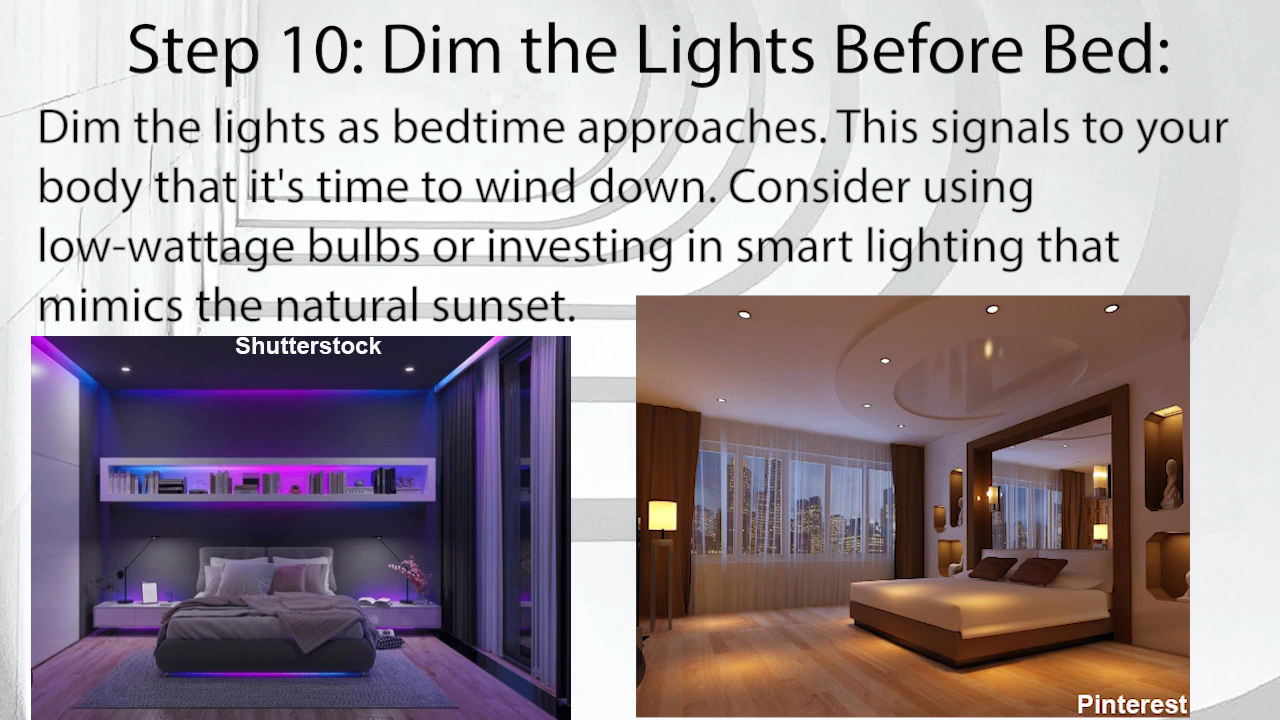 Step 10: Dim the Lights Before Bed:
Dim the lights as bedtime approaches. This signals to your
body that it's time to wind down. Consider using
low-wattage bulbs or investing in smart lighting that
mimics the natural sunset.
Shutterstock
Pinterest